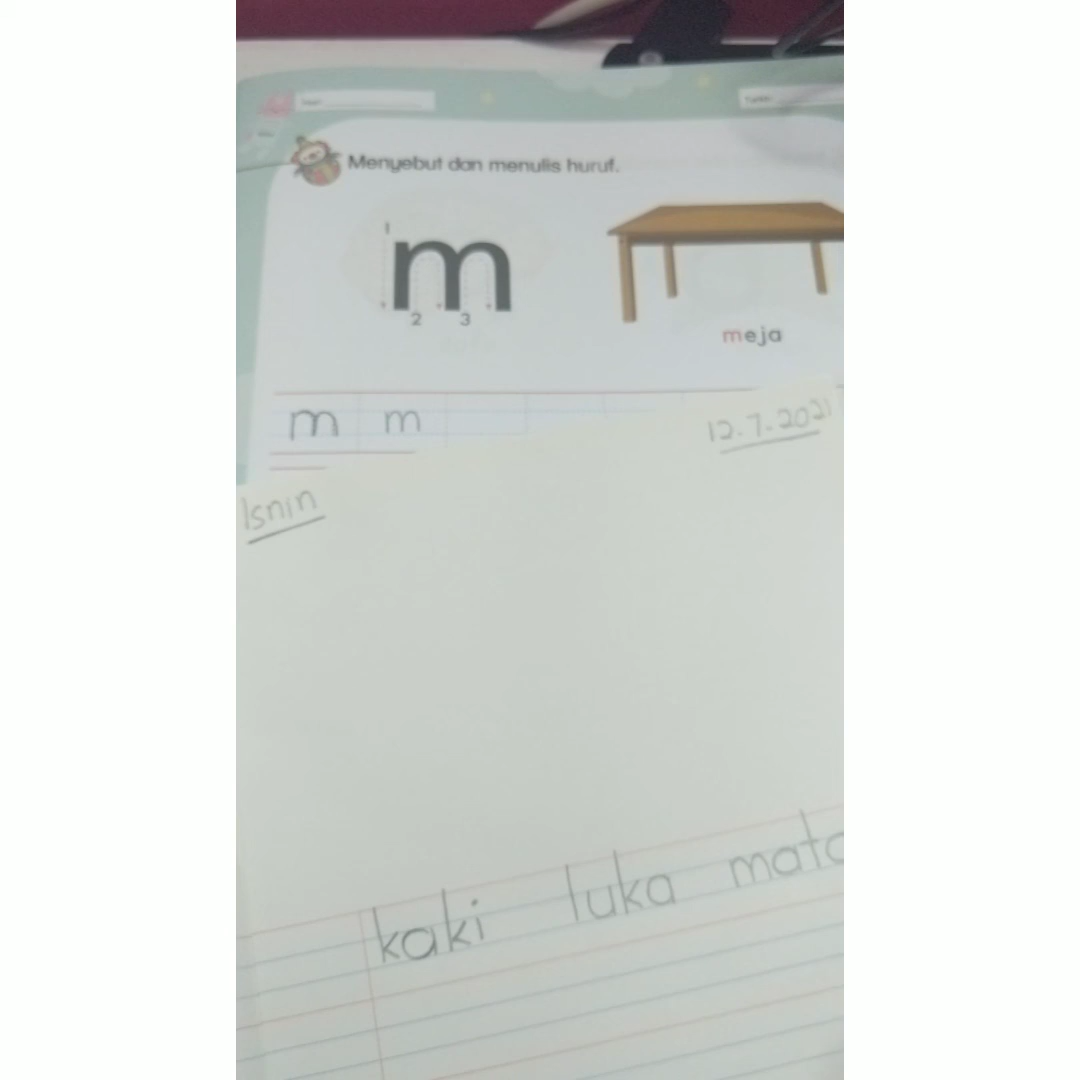 Menyebut dan menulis huruf.
1
m
2 3
meja
m m
12.7.2021
Isnin
kaki luka mata